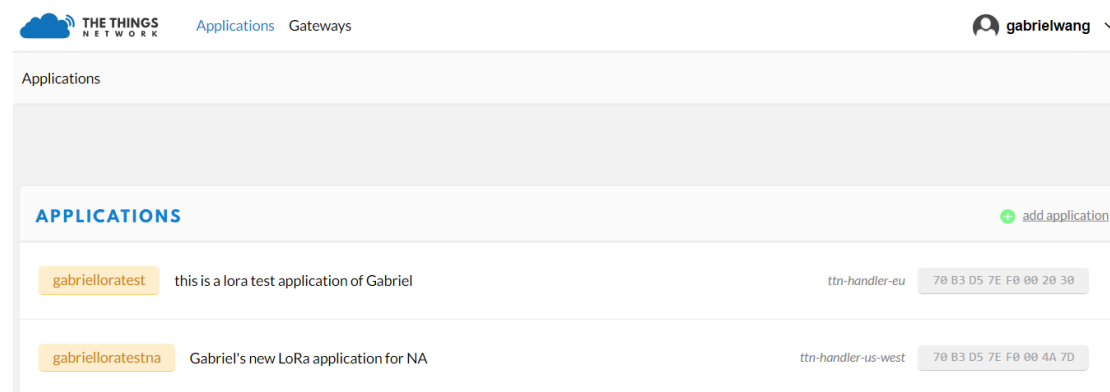 THE THINGS
NETWORK
Applications Gateways
gabrielwang
Applications
APPLICATIONS
add application
gabrielloratest this is a lora test application of Gabriel ttn-handler-eu 70 B3 D5 7E F0 00 20 30
gabrielloratestna Gabriel's new LoRa application for NA ttn-handler-us-west 70 B3 D5 7E F0 00 4A 7D